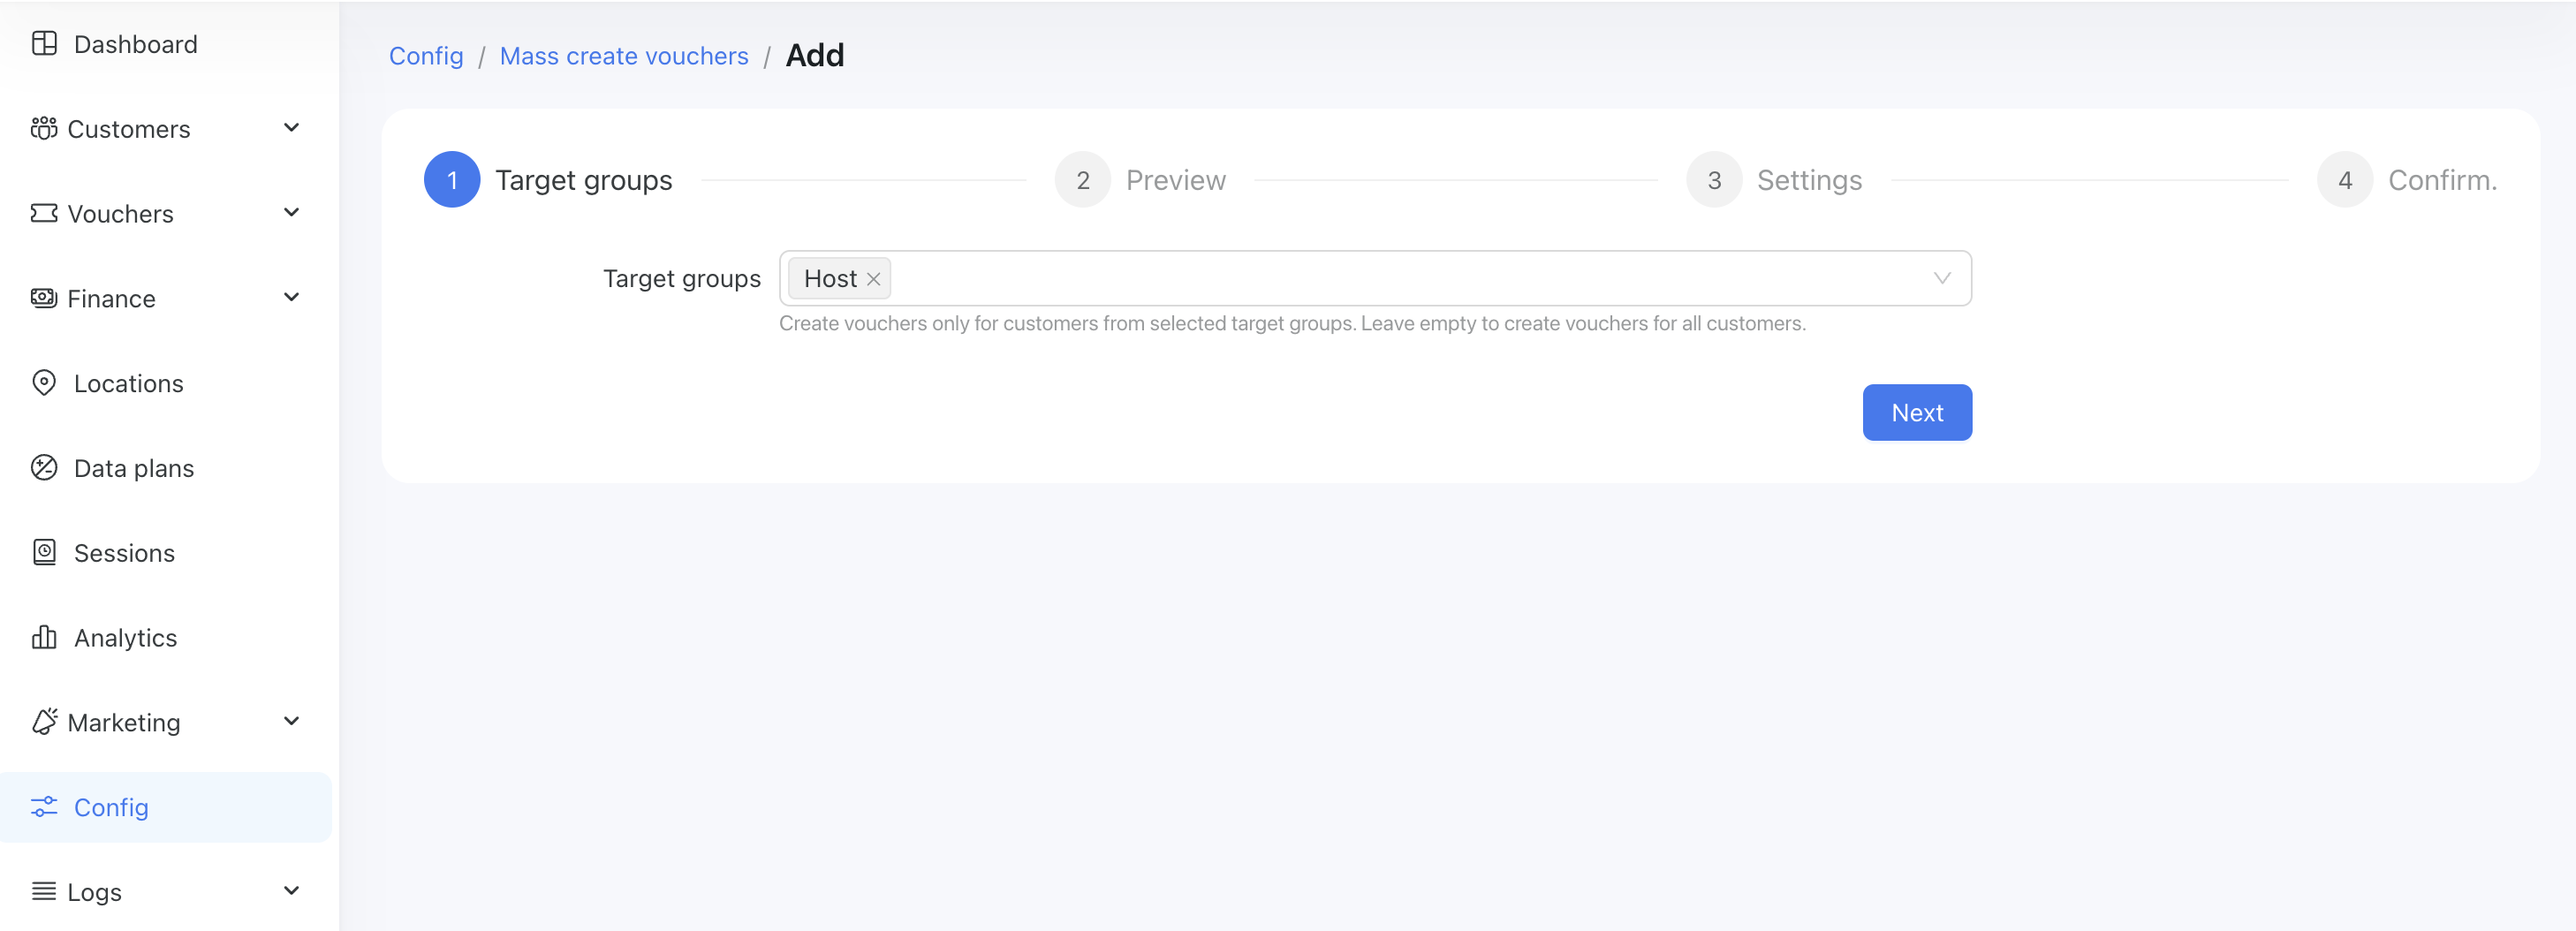 Dashboard
Customers
Vouchers
Finance
Locations
Data plans
Sessions
Analytics
Marketing
Config
Logs
Config / Mass create vouchers / Add
1 Target groups
2 Preview
3 Settings
4 Confirm.
Target groups Host
Create vouchers only for customers from selected target groups. Leave empty to create vouchers for all customers.
Next